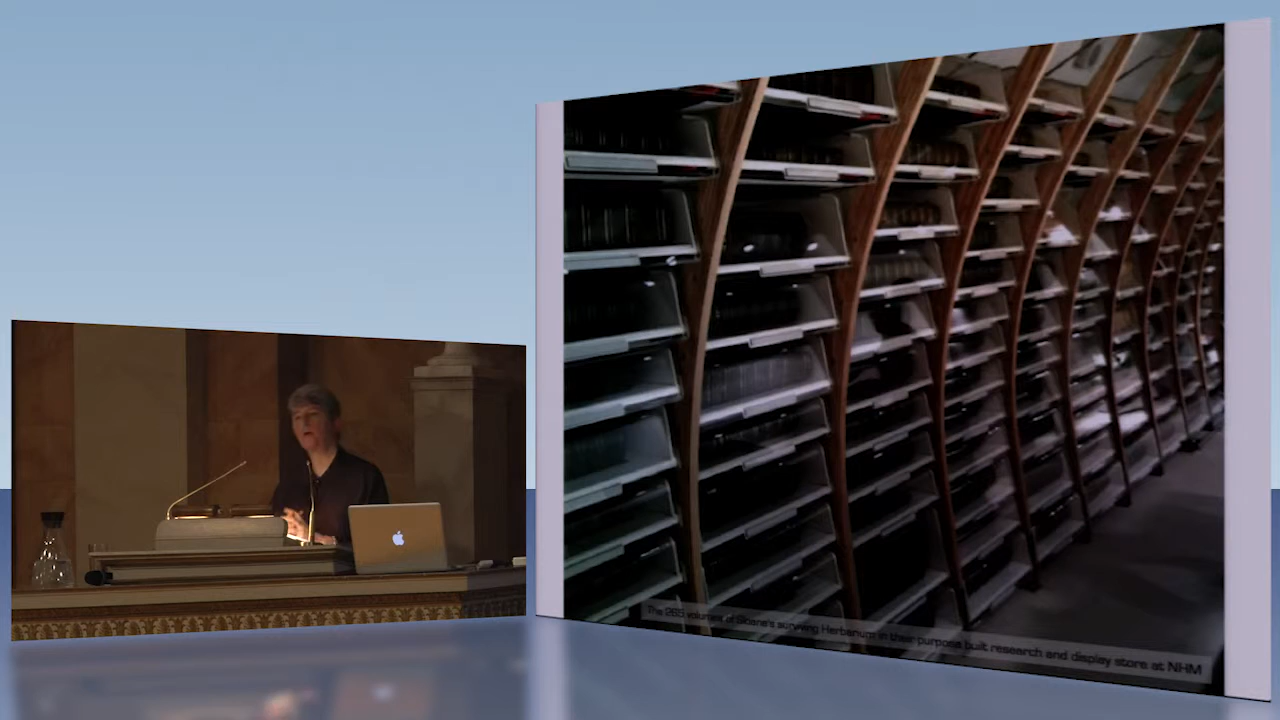 The 265 volumes of Sloane's surviving Herbarium in their purpose built research and display store at NHM